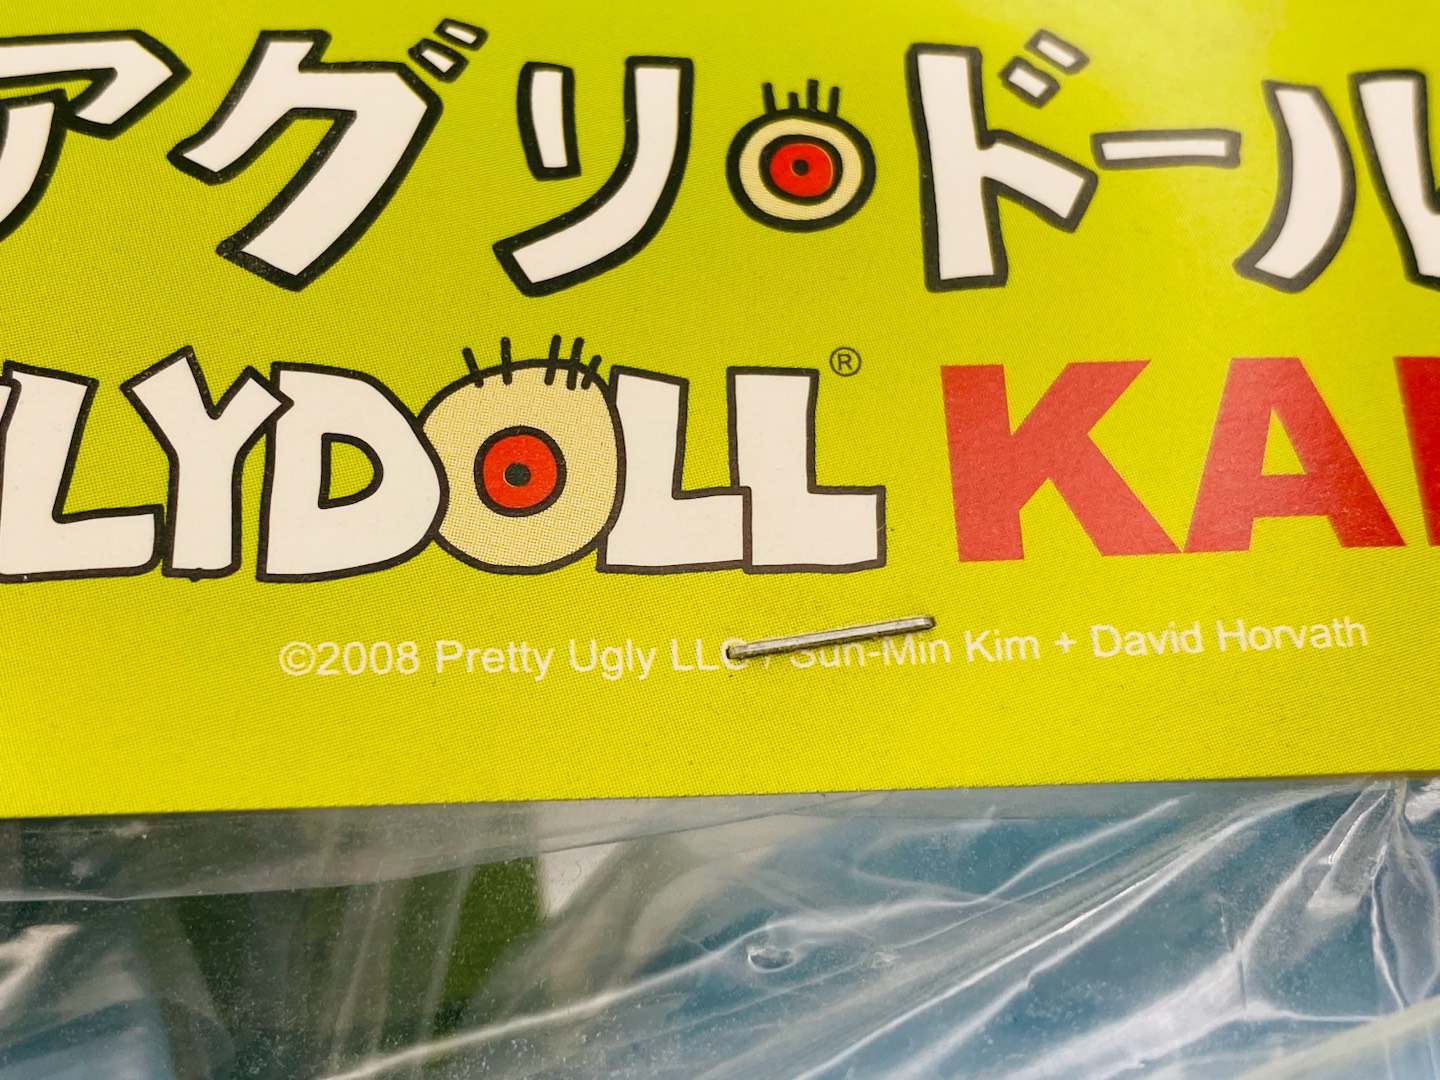 アグリ・ドール
LYDOLL® KA
©2008 Pretty Ugly LLC / Sun-Min Kim + David Horvath